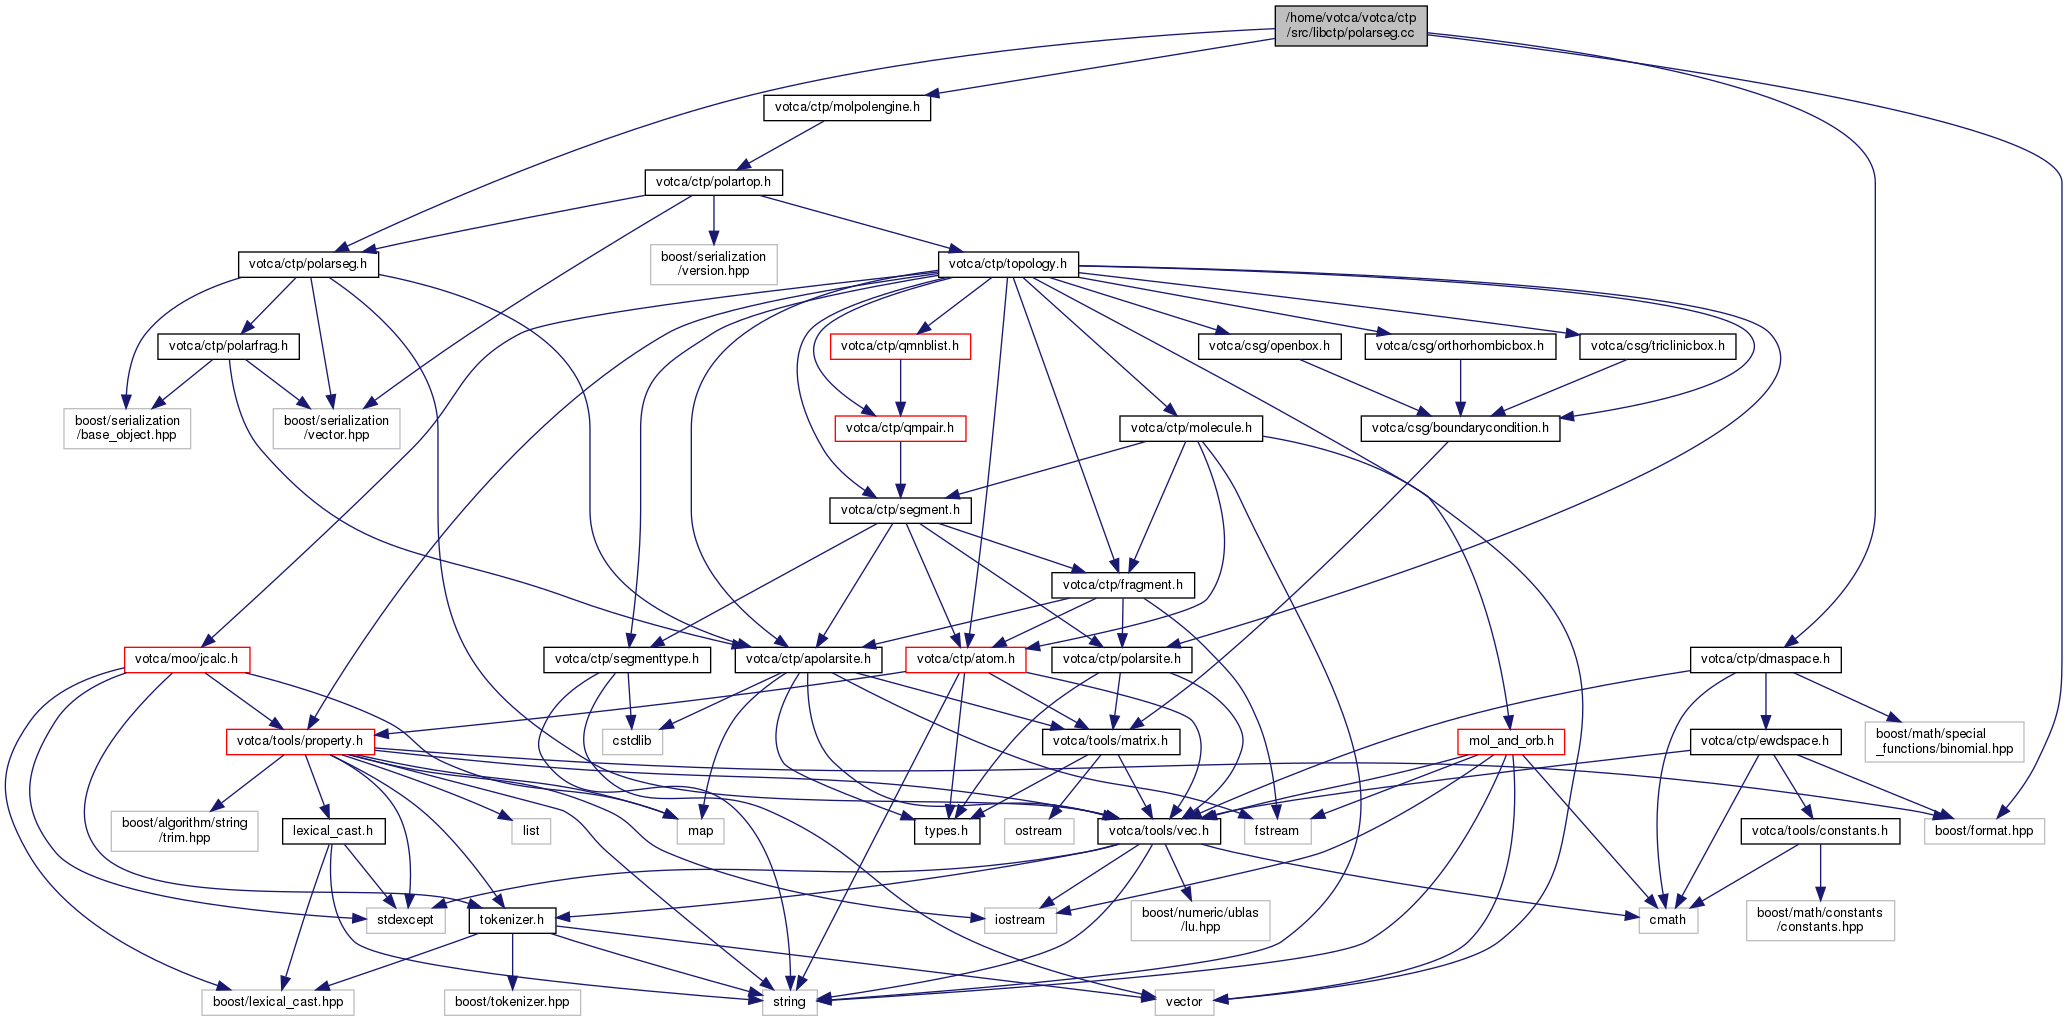 /home/votca/votca/ctp
/src/libctp/polarseg.cc
votca/ctp/molpolengine.h
votca/ctp/polartop.h
votca/ctp/polarseg.h
boost/serialization
/version.hpp
votca/ctp/topology.h
votca/ctp/polarfrag.h
votca/ctp/qmnblist.h
votca/csg/openbox.h
votca/csg/orthorhombicbox.h
votca/csg/triclinicbox.h
boost/serialization
/base_object.hpp
boost/serialization
/vector.hpp
votca/ctp/qmpair.h
votca/ctp/molecule.h
votca/csg/boundarycondition.h
votca/ctp/segment.h
votca/ctp/fragment.h
votca/moo/jcalc.h
votca/ctp/segmenttype.h
votca/ctp/apolarsite.h
votca/ctp/atom.h
votca/ctp/polarsite.h
votca/ctp/dmaspace.h
votca/tools/property.h
cstdlib
votca/tools/matrix.h
mol_and_orb.h
votca/ctp/ewdspace.h
boost/math/special
_functions/binomial.hpp
boost/algorithm/string
/trim.hpp
lexical_cast.h
list
map
types.h
ostream
votca/tools/vec.h
fstream
votca/tools/constants.h
boost/format.hpp
stdexcept
tokenizer.h
iostream
boost/numeric/ublas
/lu.hpp
cmath
boost/math/constants
/constants.hpp
boost/lexical_cast.hpp
boost/tokenizer.hpp
string
vector